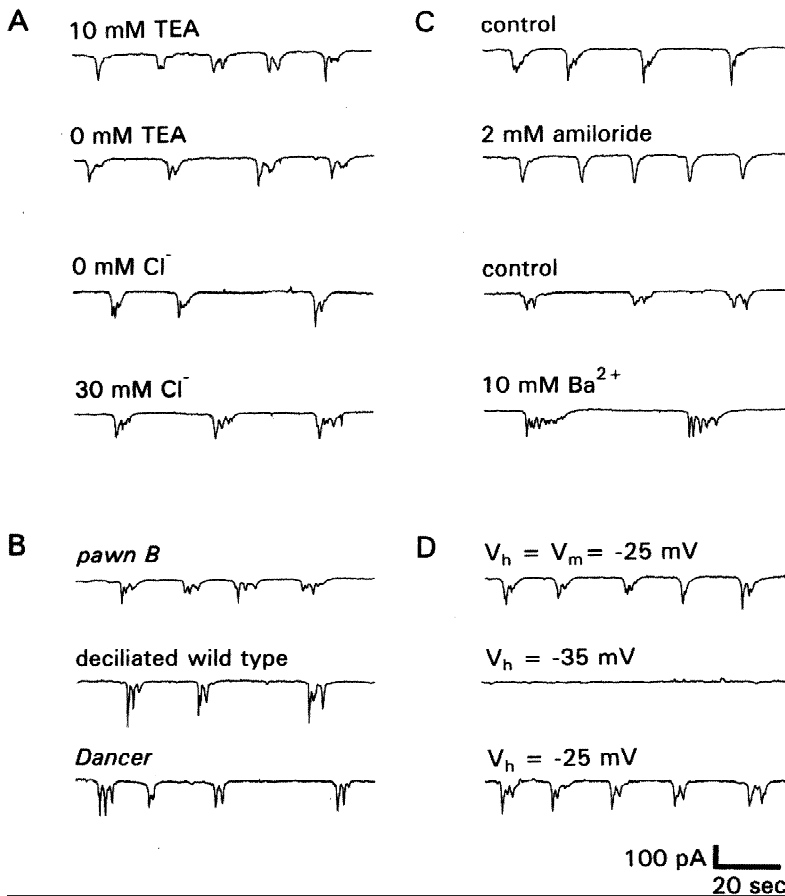 A
10 mM TEA
0 mM TEA
0 mM Cl⁻
30 mM Cl⁻
B
pawn B
deciliated wild type
Dancer
C
control
2 mM amiloride
control
10 mM Ba²⁺
D
Vₕ = Vₘ = -25 mV
Vₕ = -35 mV
Vₕ = -25 mV
100 pA
20 sec